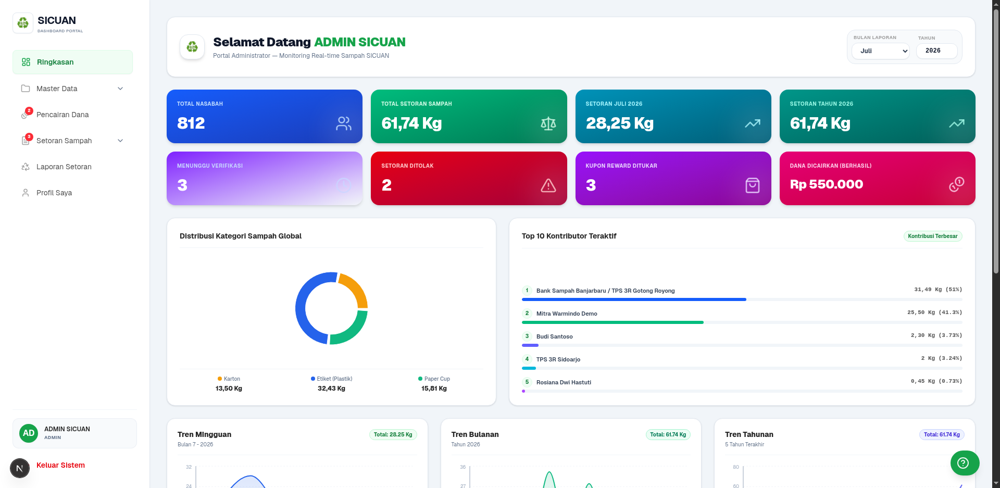 SICUAN
DASHBOARD PORTAL
Ringkasan
Master Data
2
Pencairan Dana
3
Setoran Sampah
Laporan Setoran
Profil Saya
AD
ADMIN SICUAN
ADMIN
N
Keluar Sistem
Selamat Datang ADMIN SICUAN
Portal Administrator — Monitoring Real-time Sampah SICUAN
BULAN LAPORAN
Juli
TAHUN
2026
TOTAL NASABAH
812
TOTAL SETORAN SAMPAH
61,74 Kg
SETORAN JULI 2026
28,25 Kg
SETORAN TAHUN 2026
61,74 Kg
MENUNGGU VERIFIKASI
3
SETORAN DITOLAK
2
KUPON REWARD DITUKAR
3
DANA DICAIRKAN (BERHASIL)
Rp 550.000
Distribusi Kategori Sampah Global
Karton
13,50 Kg
Etiket (Plastik)
32,43 Kg
Paper Cup
15,81 Kg
Top 10 Kontributor Teraktif
Kontribusi Terbesar
1 Bank Sampah Banjarbaru / TPS 3R Gotong Royong 31,49 Kg (51%)
2 Mitra Warmindo Demo 25,50 Kg (41.3%)
3 Budi Santoso 2,30 Kg (3.73%)
4 TPS 3R Sidoarjo 2 Kg (3.24%)
5 Rosiana Dwi Hastuti 0,45 Kg (0.73%)
Tren Mingguan
Total: 28.25 Kg
Bulan 7 - 2026
32
24
Tren Bulanan
Total: 61.74 Kg
Tahun 2026
36
27
Tren Tahunan
Total: 61.74 Kg
5 Tahun Terakhir
80
60